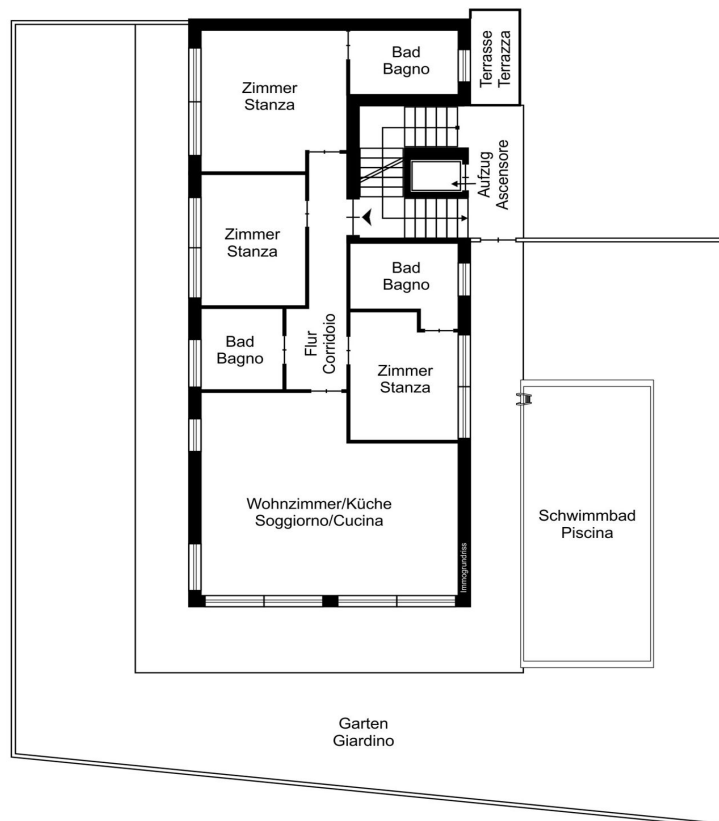 Bad
Bagno
Terrasse
Terrazza
Zimmer
Stanza
Aufzug
Ascensore
Zimmer
Stanza
Bad
Bagno
Bad
Bagno
Flur
Corridoio
Zimmer
Stanza
Wohnzimmer/Küche
Soggiorno/Cucina
Immogrundriss
Schwimmbad
Piscina
Garten
Giardino